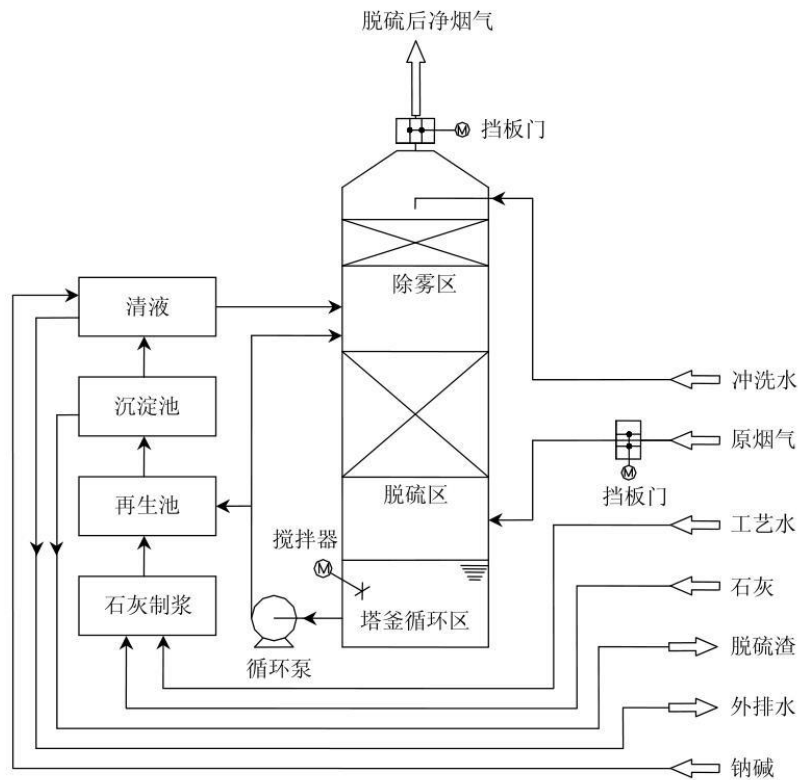 脱硫后净烟气
M
挡板门
除雾区
清液
冲洗水
沉淀池
原烟气
M
挡板门
脱硫区
再生池
工艺水
搅拌器
M
石灰制浆
石灰
塔釜循环区
循环泵
脱硫渣
外排水
钠碱